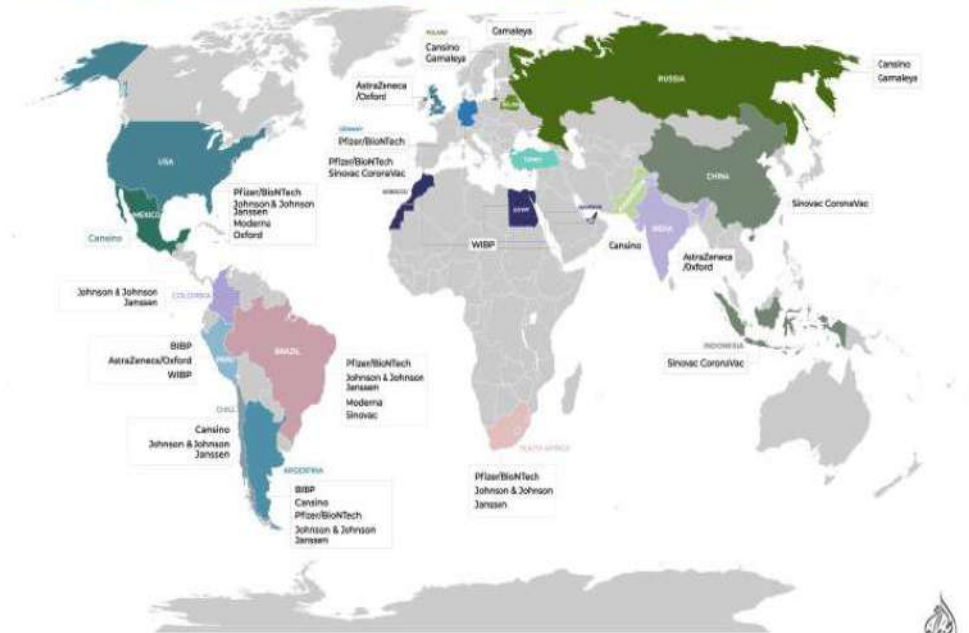 POLAND
Cansino
Gamaleya
Gamaleya
AstraZeneca
/Oxford
RUSSIA
Cansino
Gamaleya
GERMANY
Pfizer/BioNTech
Pfizer/BioNTech
Sinovac CoronaVac
TURKEY
USA
Pfizer/BioNTech
Johnson & Johnson
Janssen
Moderna
Oxford
MEXICO
Cansino
MOROCCO
EGYPT
WIBP
Cansino
CHINA
Sinovac CoronaVac
INDIA
AstraZeneca
/Oxford
INDONESIA
Sinovac CoronaVac
Johnson & Johnson
Janssen
COLOMBIA
BIBP
AstraZeneca/Oxford
WIBP
PERU
BRAZIL
Pfizer/BioNTech
Johnson & Johnson
Janssen
Moderna
Sinovac
CHILE
Cansino
Johnson & Johnson
Janssen
ARGENTINA
BIBP
Cansino
Pfizer/BioNTech
Johnson & Johnson
Janssen
SOUTH AFRICA
Pfizer/BioNTech
Johnson & Johnson
Janssen